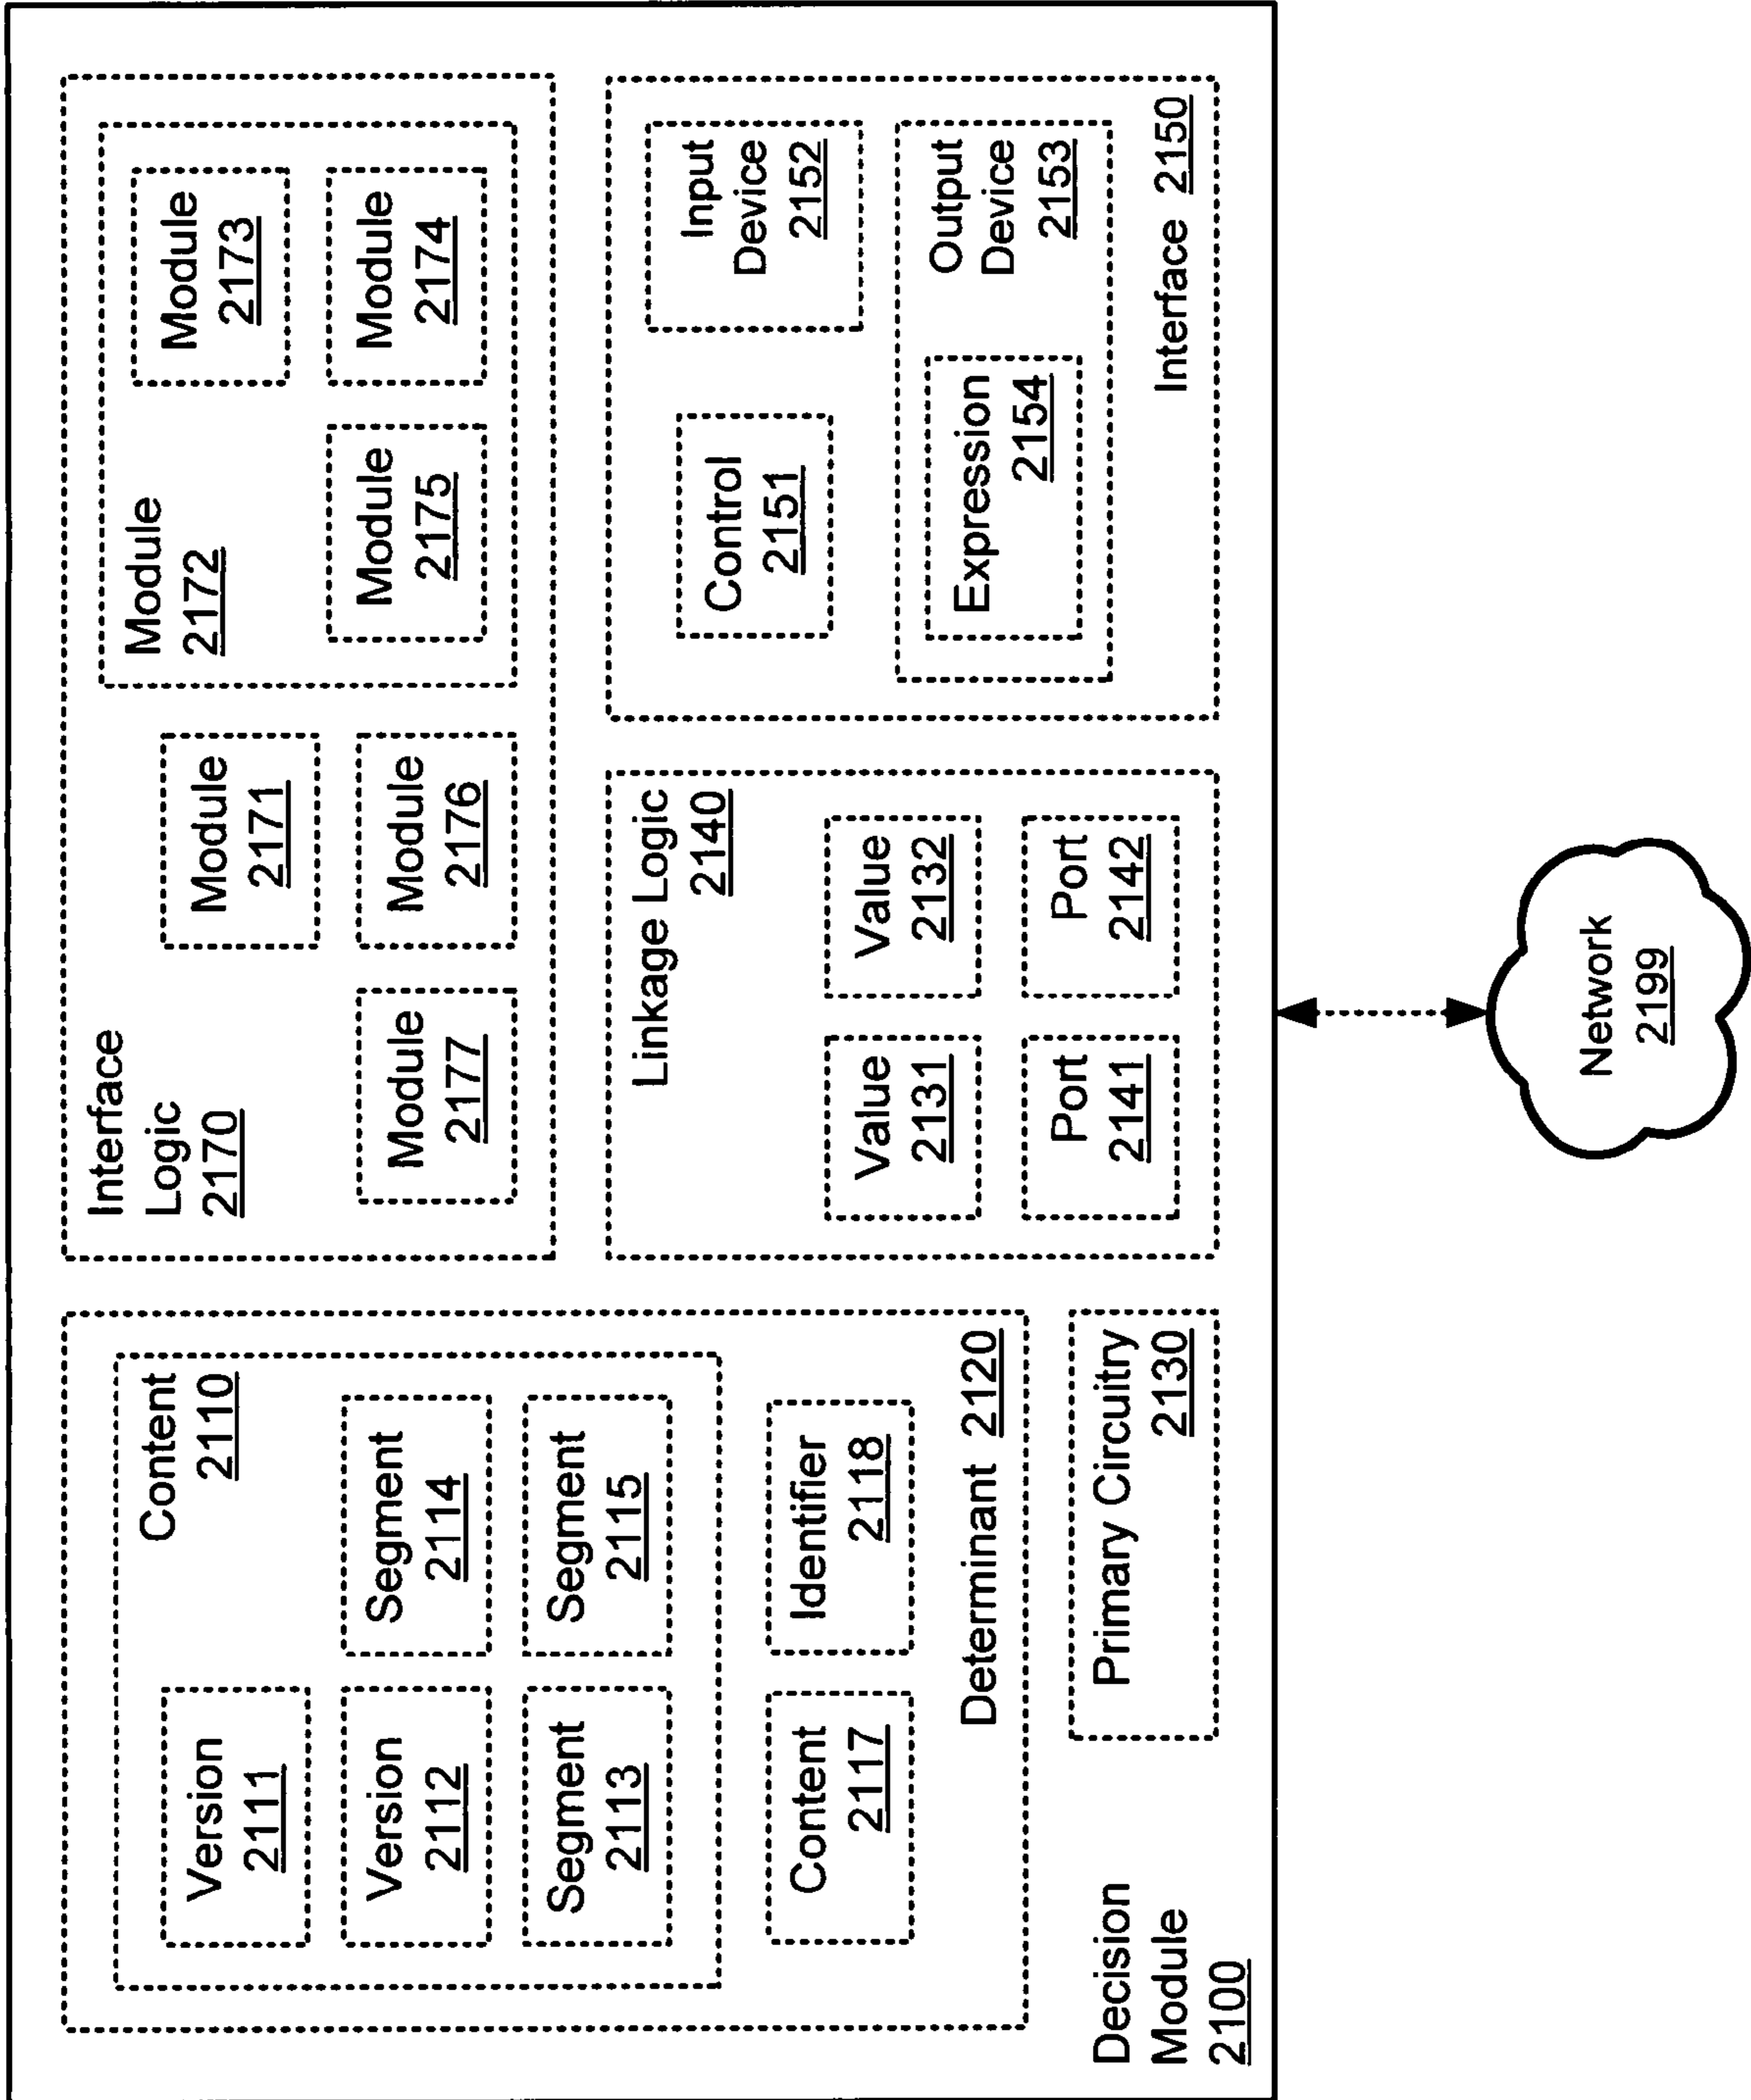 Content
2110
Version
2111
Version
2112
Segment
2114
Segment
2113
Segment
2115
Content
2117
Identifier
2118
Determinant 2120
Primary Circuitry
2130
Decision
Module
2100
Interface
Logic
2170
Module
2177
Module
2171
Module
2176
Module
2172
Module
2175
Module
2173
Module
2174
Linkage Logic
2140
Value
2131
Value
2132
Port
2141
Port
2142
Control
2151
Input
Device
2152
Expression
2154
Output
Device
2153
Interface 2150
Network
2199